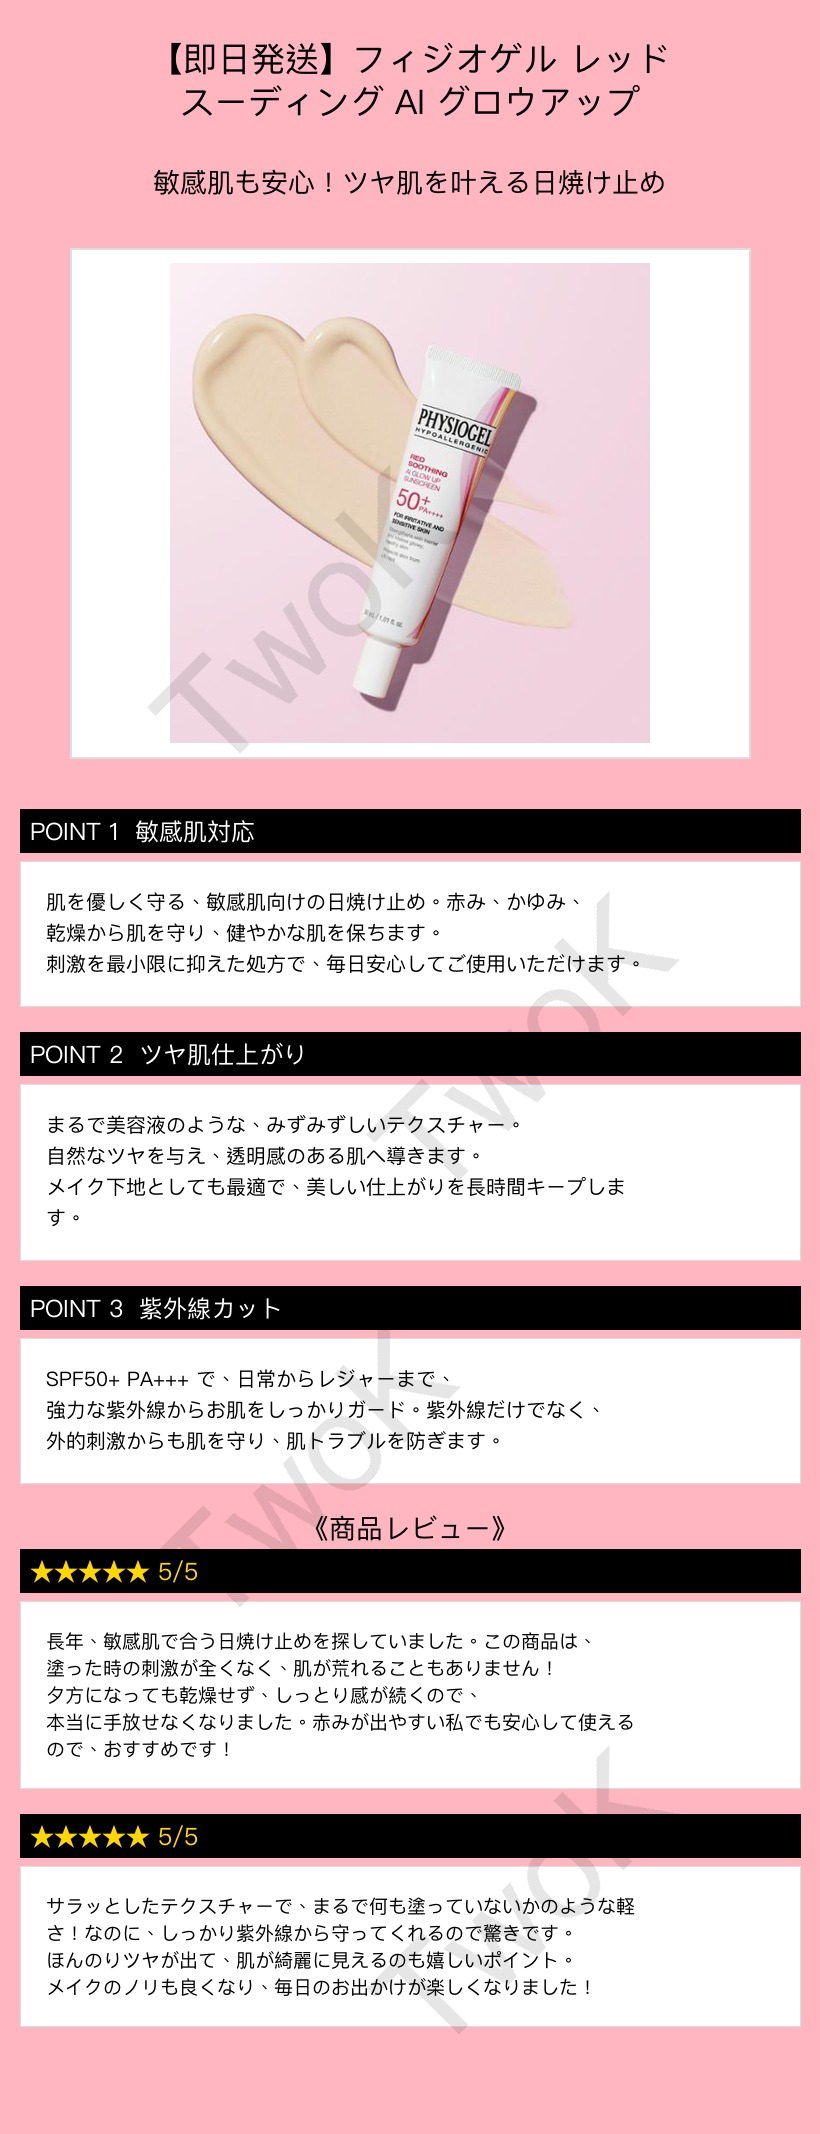 【即日発送】フィジオゲル レッド
スーディング AI グロウアップ
敏感肌も安心！ツヤ肌を叶える日焼け止め
PHYSIOGEL
HYPOALLERGENIC
RED
SOOTHING
AI GLOW UP
SUNSCREEN
50+
PA++++
FOR IRRITATIVE AND
SENSITIVE SKIN
TwoK
POINT 1 敏感肌対応
肌を優しく守る、敏感肌向けの日焼け止め。赤み、かゆみ、
乾燥から肌を守り、健やかな肌を保ちます。
刺激を最小限に抑えた処方で、毎日安心してご使用いただけます。
TwoK
POINT 2 ツヤ肌仕上がり
まるで美容液のような、みずみずしいテクスチャー。
自然なツヤを与え、透明感のある肌へ導きます。
メイク下地としても最適で、美しい仕上がりを長時間キープしま
す。
POINT 3 紫外線カット
SPF50+ PA+++ で、日常からレジャーまで、
強力な紫外線からお肌をしっかりガード。紫外線だけでなく、
外的刺激からも肌を守り、肌トラブルを防ぎます。
TwoK
《商品レビュー》
★★★★★ 5/5
長年、敏感肌で合う日焼け止めを探していました。この商品は、
塗った時の刺激が全くなく、肌が荒れることもありません！
夕方になっても乾燥せず、しっとり感が続くので、
本当に手放せなくなりました。赤みが出やすい私でも安心して使える
ので、おすすめです！
★★★★★ 5/5
サラッとしたテクスチャーで、まるで何も塗っていないかのような軽
さ！なのに、しっかり紫外線から守ってくれるので驚きです。
ほんのりツヤが出て、肌が綺麗に見えるのも嬉しいポイント。
メイクのノリも良くなり、毎日のお出かけが楽しくなりました！
TwoK